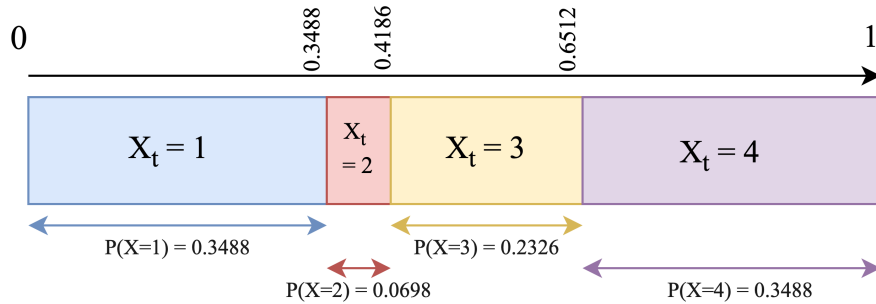 0
0.3488
0.4186
0.6512
1
Xt = 1
Xt
= 2
Xt = 3
Xt = 4
P(X=1) = 0.3488
P(X=3) = 0.2326
P(X=2) = 0.0698
P(X=4) = 0.3488